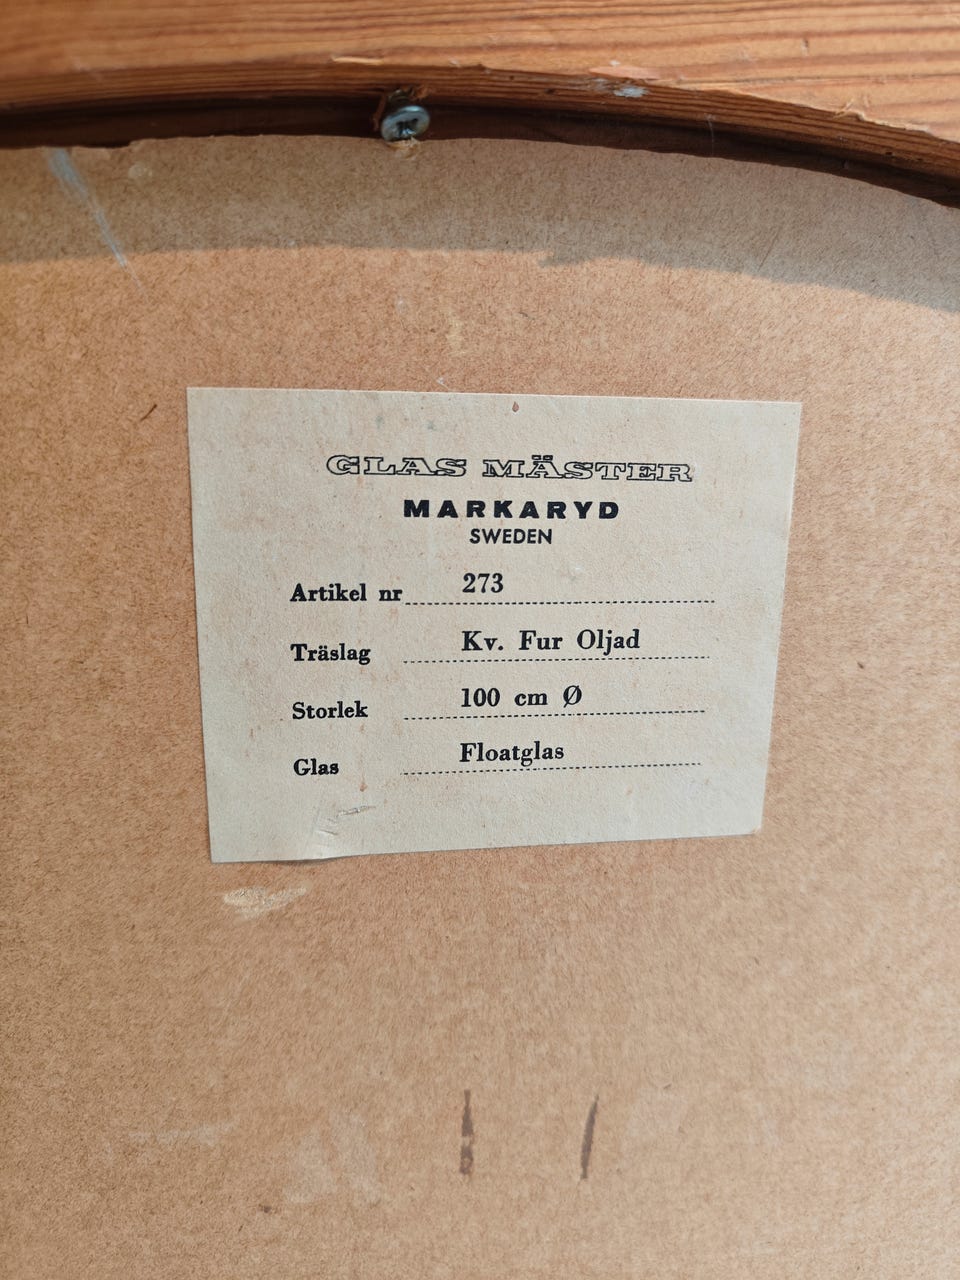 GLAS MÄSTER
MARKARYD
SWEDEN
Artikel nr 273
Träslag Kv. Fur Oljad
Storlek 100 cm Ø
Glas Floatglas